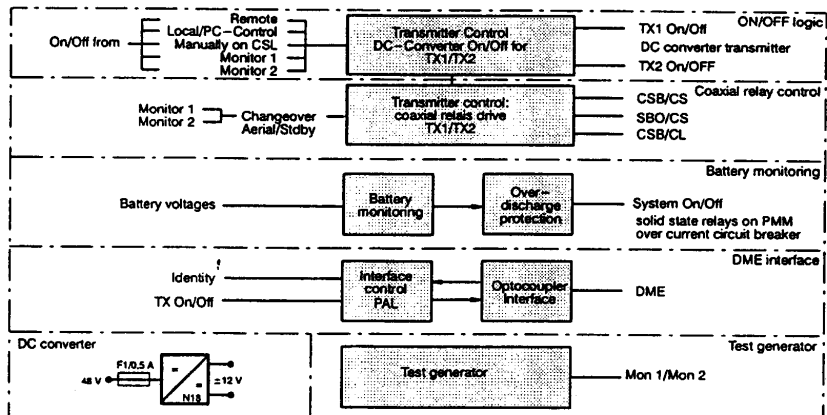 ON/OFF logic
On/Off from
Remote
Local/PC-Control
Manually on CSL
Monitor 1
Monitor 2
Transmitter Control
DC-Converter On/Off for
TX1/TX2
TX1 On/Off
DC converter transmitter
TX2 On/OFF
Coaxial relay control
Monitor 1
Monitor 2
Changeover
Aerial/Stdby
Transmitter control:
coaxial relais drive
TX1/TX2
CSB/CS
SBO/CS
CSB/CL
Battery monitoring
Battery voltages
Battery
monitoring
Over-
discharge
protection
System On/Off
solid state relays on PMM
over current circuit breaker
DME interface
Identity
TX On/Off
Interface
control
PAL
Optocoupler
Interface
DME
DC converter
F1/0,5 A
48 V
=
=
N18
±12 V
Test generator
Test generator
Mon 1/Mon 2